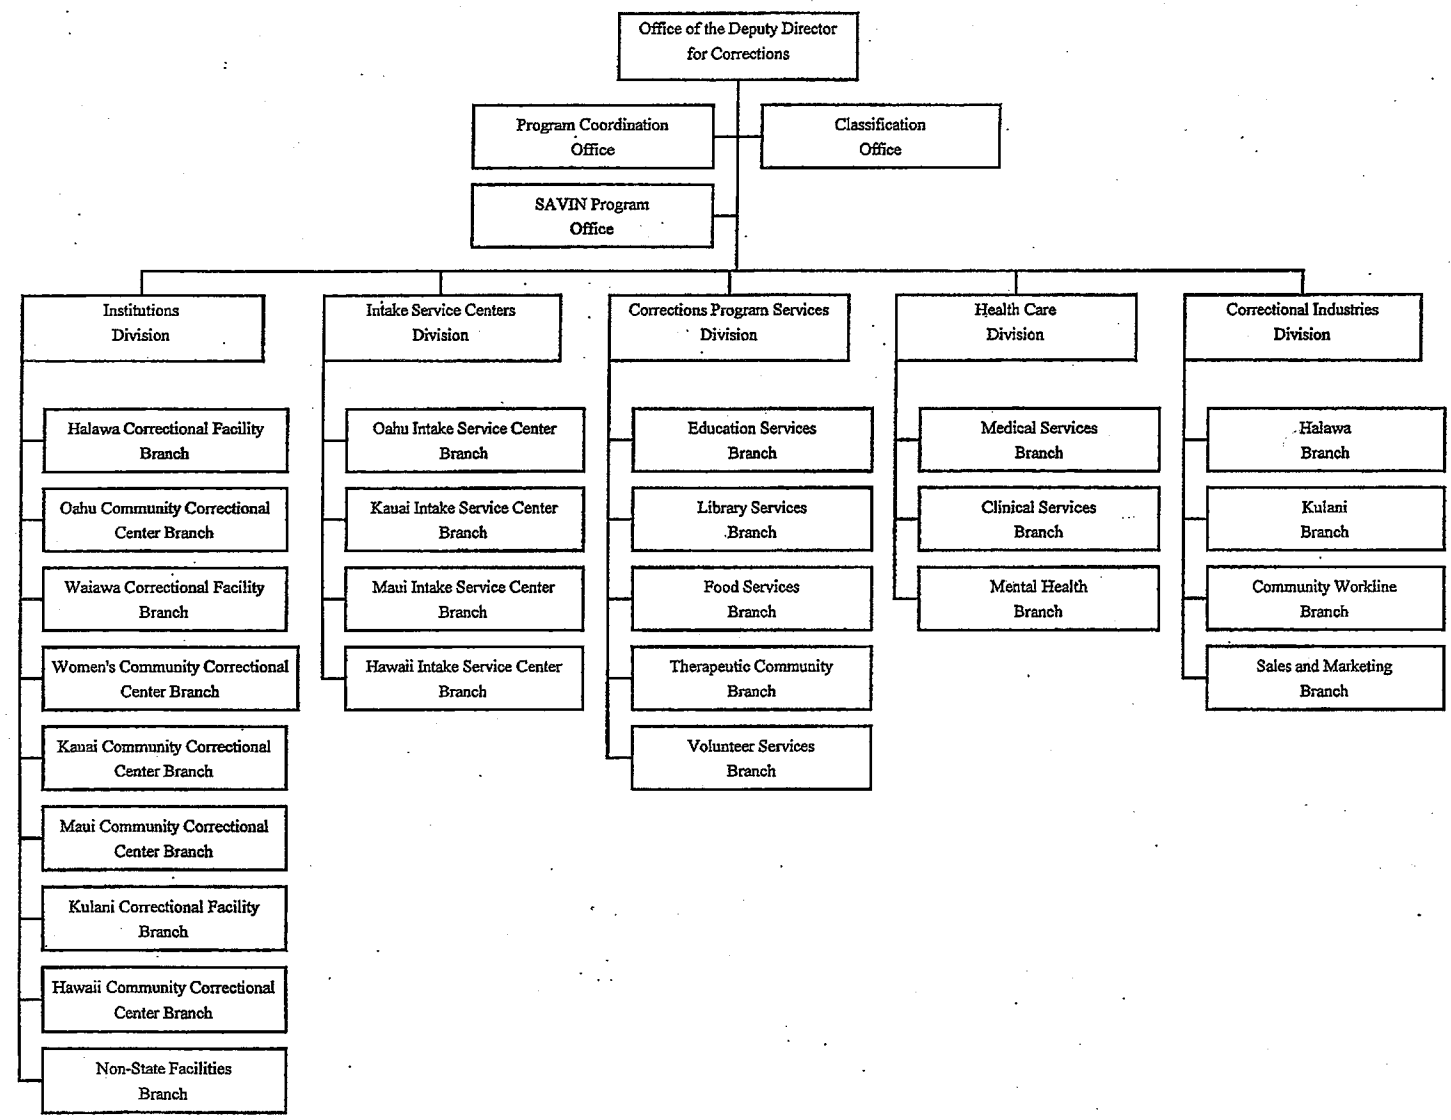 Office of the Deputy Director
for Corrections
Program Coordination
Office
Classification
Office
SAVIN Program
Office
Institutions
Division
Halawa Correctional Facility
Branch
Oahu Community Correctional
Center Branch
Waiawa Correctional Facility
Branch
Women's Community Correctional
Center Branch
Kauai Community Correctional
Center Branch
Maui Community Correctional
Center Branch
Kulani Correctional Facility
Branch
Hawaii Community Correctional
Center Branch
Non-State Facilities
Branch
Intake Service Centers
Division
Oahu Intake Service Center
Branch
Kauai Intake Service Center
Branch
Maui Intake Service Center
Branch
Hawaii Intake Service Center
Branch
Corrections Program Services
Division
Education Services
Branch
Library Services
Branch
Food Services
Branch
Therapeutic Community
Branch
Volunteer Services
Branch
Health Care
Division
Medical Services
Branch
Clinical Services
Branch
Mental Health
Branch
Correctional Industries
Division
Halawa
Branch
Kulani
Branch
Community Workline
Branch
Sales and Marketing
Branch